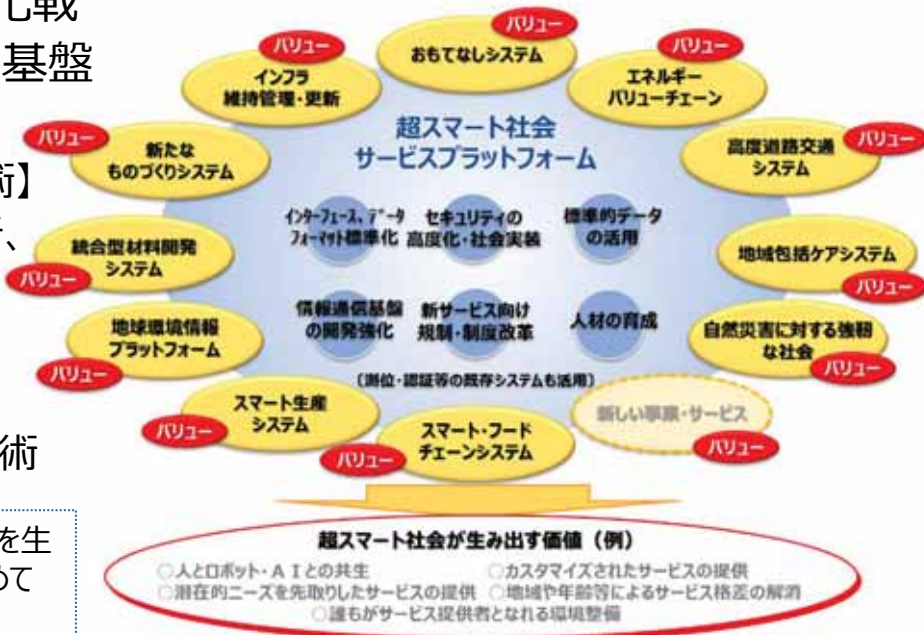 戦
基盤
術】
、
術
を生
めて
バリュー
おもてなしシステム
バリュー
インフラ
維持管理・更新
バリュー
エネルギー
バリューチェーン
バリュー
新たな
ものづくりシステム
バリュー
高度道路交通
システム
超スマート社会
サービスプラットフォーム
インターフェース、データ
フォーマット標準化
セキュリティの
高度化・社会実装
標準的データ
の活用
統合型材料開発
システム
バリュー
地域包括ケアシステム
バリュー
情報通信基盤
の開発強化
新サービス向け
規制・制度改革
人材の育成
地球環境情報
プラットフォーム
バリュー
自然災害に対する強靭
な社会
バリュー
（測位・認証等の既存システムも活用）
スマート生産
システム
バリュー
スマート・フード
チェーンシステム
バリュー
新しい事業・サービス
バリュー
超スマート社会が生み出す価値（例）
○人とロボット・ＡＩとの共生 ○カスタマイズされたサービスの提供
○潜在的ニーズを先取りしたサービスの提供 ○地域や年齢等によるサービス格差の解消
○誰もがサービス提供者となれる環境整備